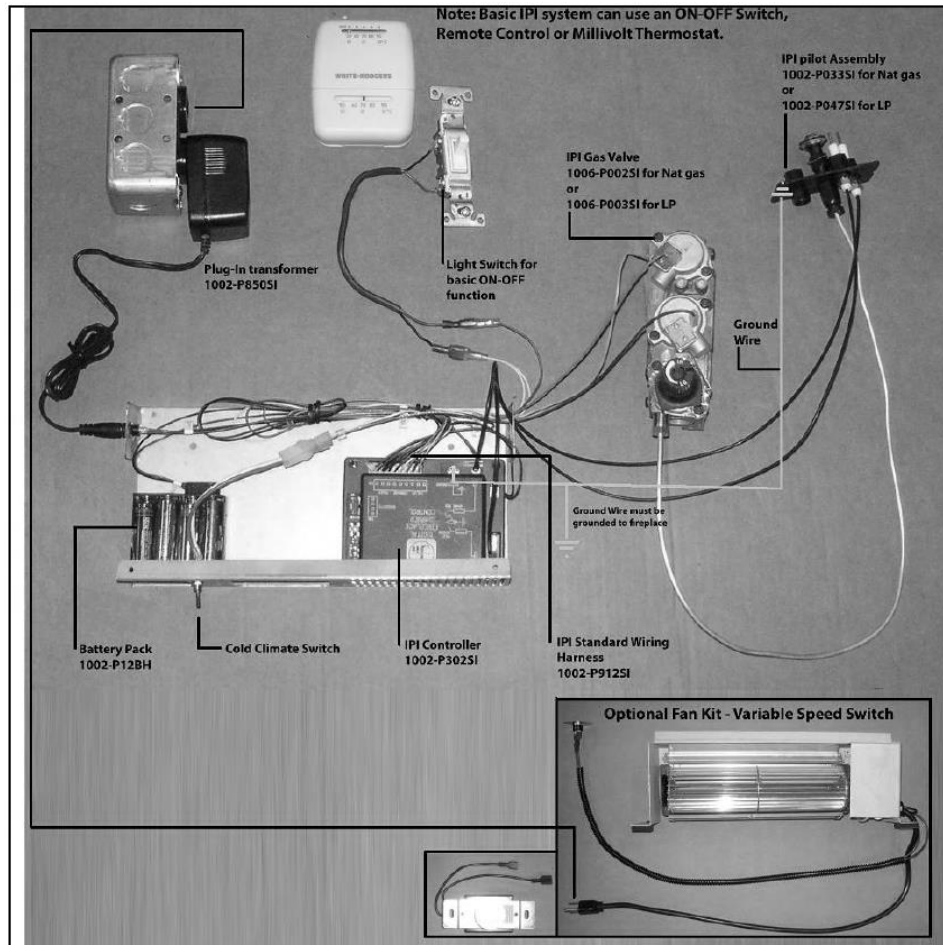 Note: Basic IPI system can use an ON-OFF Switch,
Remote Control or Millivolt Thermostat.
IPI pilot Assembly
1002-P033SI for Nat gas
or
1002-P047SI for LP
WHITE-RODGERS
IPI Gas Valve
1006-P002SI for Nat gas
or
1006-P003SI for LP
Plug-In transformer
1002-P850SI
Light Switch for
basic ON-OFF
function
Ground
Wire
Ground Wire must be
grounded to fireplace
DIGITAL
FIREPLACE
CONTROL
Battery Pack
1002-P12BH
Cold Climate Switch
IPI Controller
1002-P302SI
IPI Standard Wiring
Harness
1002-P912SI
Optional Fan Kit - Variable Speed Switch